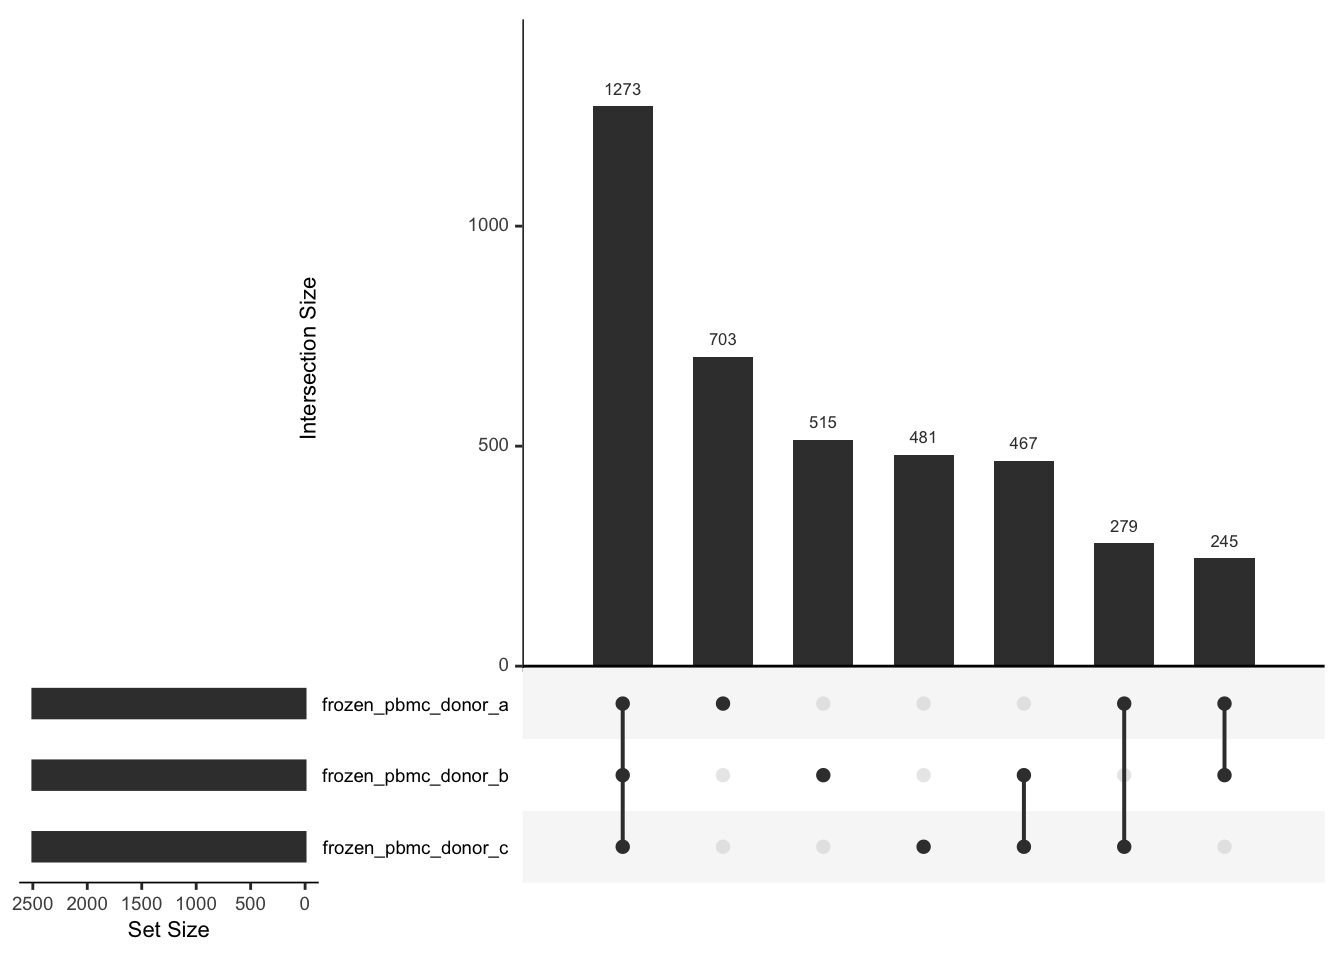 1273
1000
703
515
481
467
500
279
245
0
Intersection Size
frozen_pbmc_donor_a
frozen_pbmc_donor_b
frozen_pbmc_donor_c
2500 2000 1500 1000 500 0
Set Size